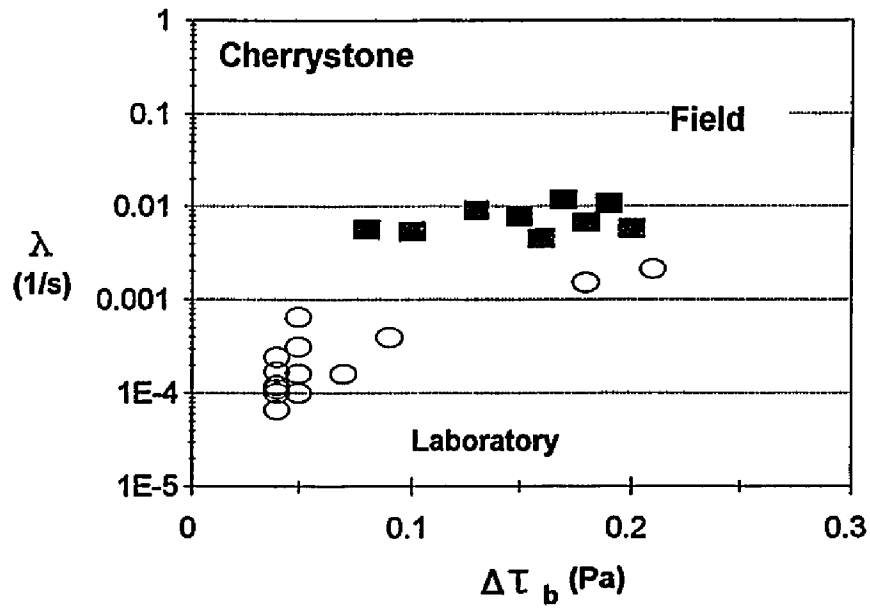 1
Cherrystone
0.1
Field
0.01
λ
(1/s)
0.001
1E-4
Laboratory
1E-5
0 0.1 0.2 0.3
Δτ b (Pa)